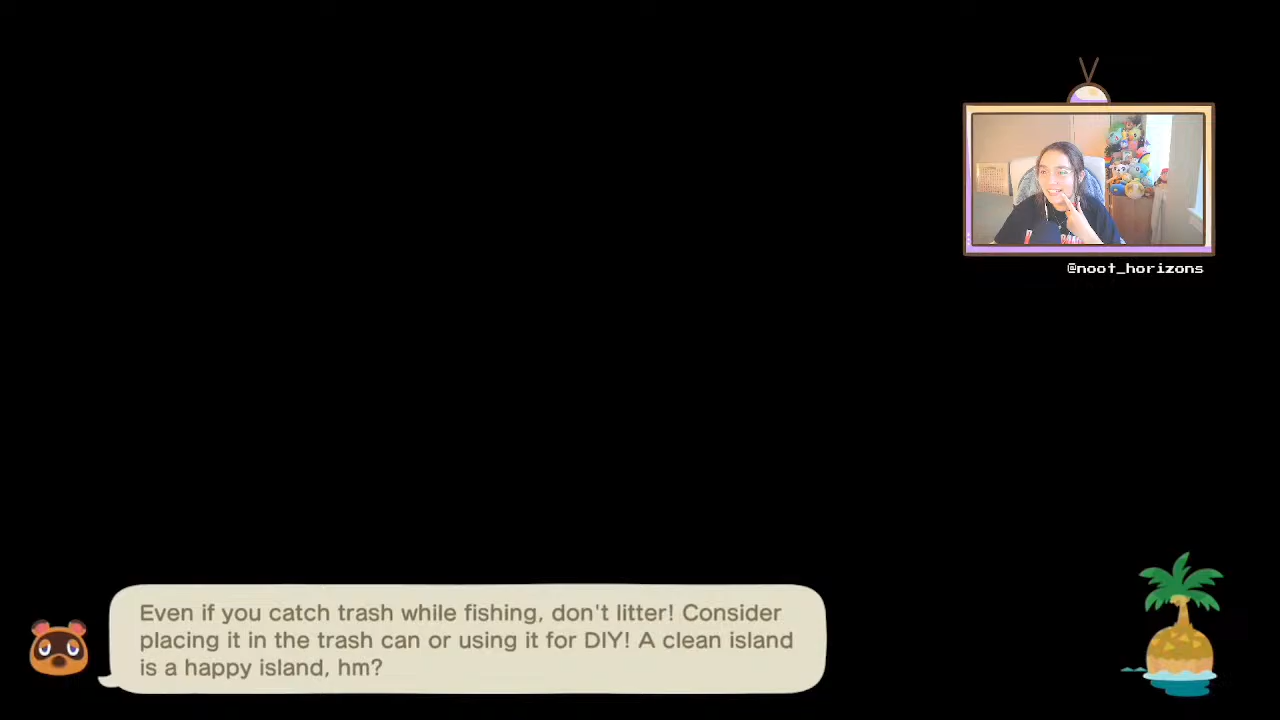 @noot_horizons
Even if you catch trash while fishing, don't litter! Consider
placing it in the trash can or using it for DIY! A clean island
is a happy island, hm?